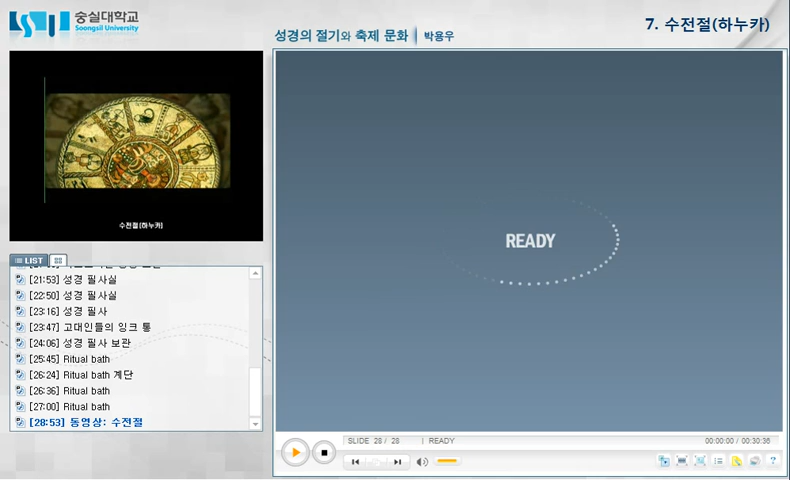 숭실대학교
Soongsil University
성경의 절기와 축제 문화 박용우
7. 수전절(하누카)
수전절(하누카)
READY
LIST
[21:53] 성경 필사실
[22:50] 성경 필사실
[23:16] 성경 필사
[23:47] 고대인들의 잉크 통
[24:06] 성경 필사 보관
[25:45] Ritual bath
[26:24] Ritual bath 계단
[26:36] Ritual bath
[27:00] Ritual bath
[28:53] 동영상: 수전절
SLIDE 28 / 28 | READY
00:00:00 / 00:30:36